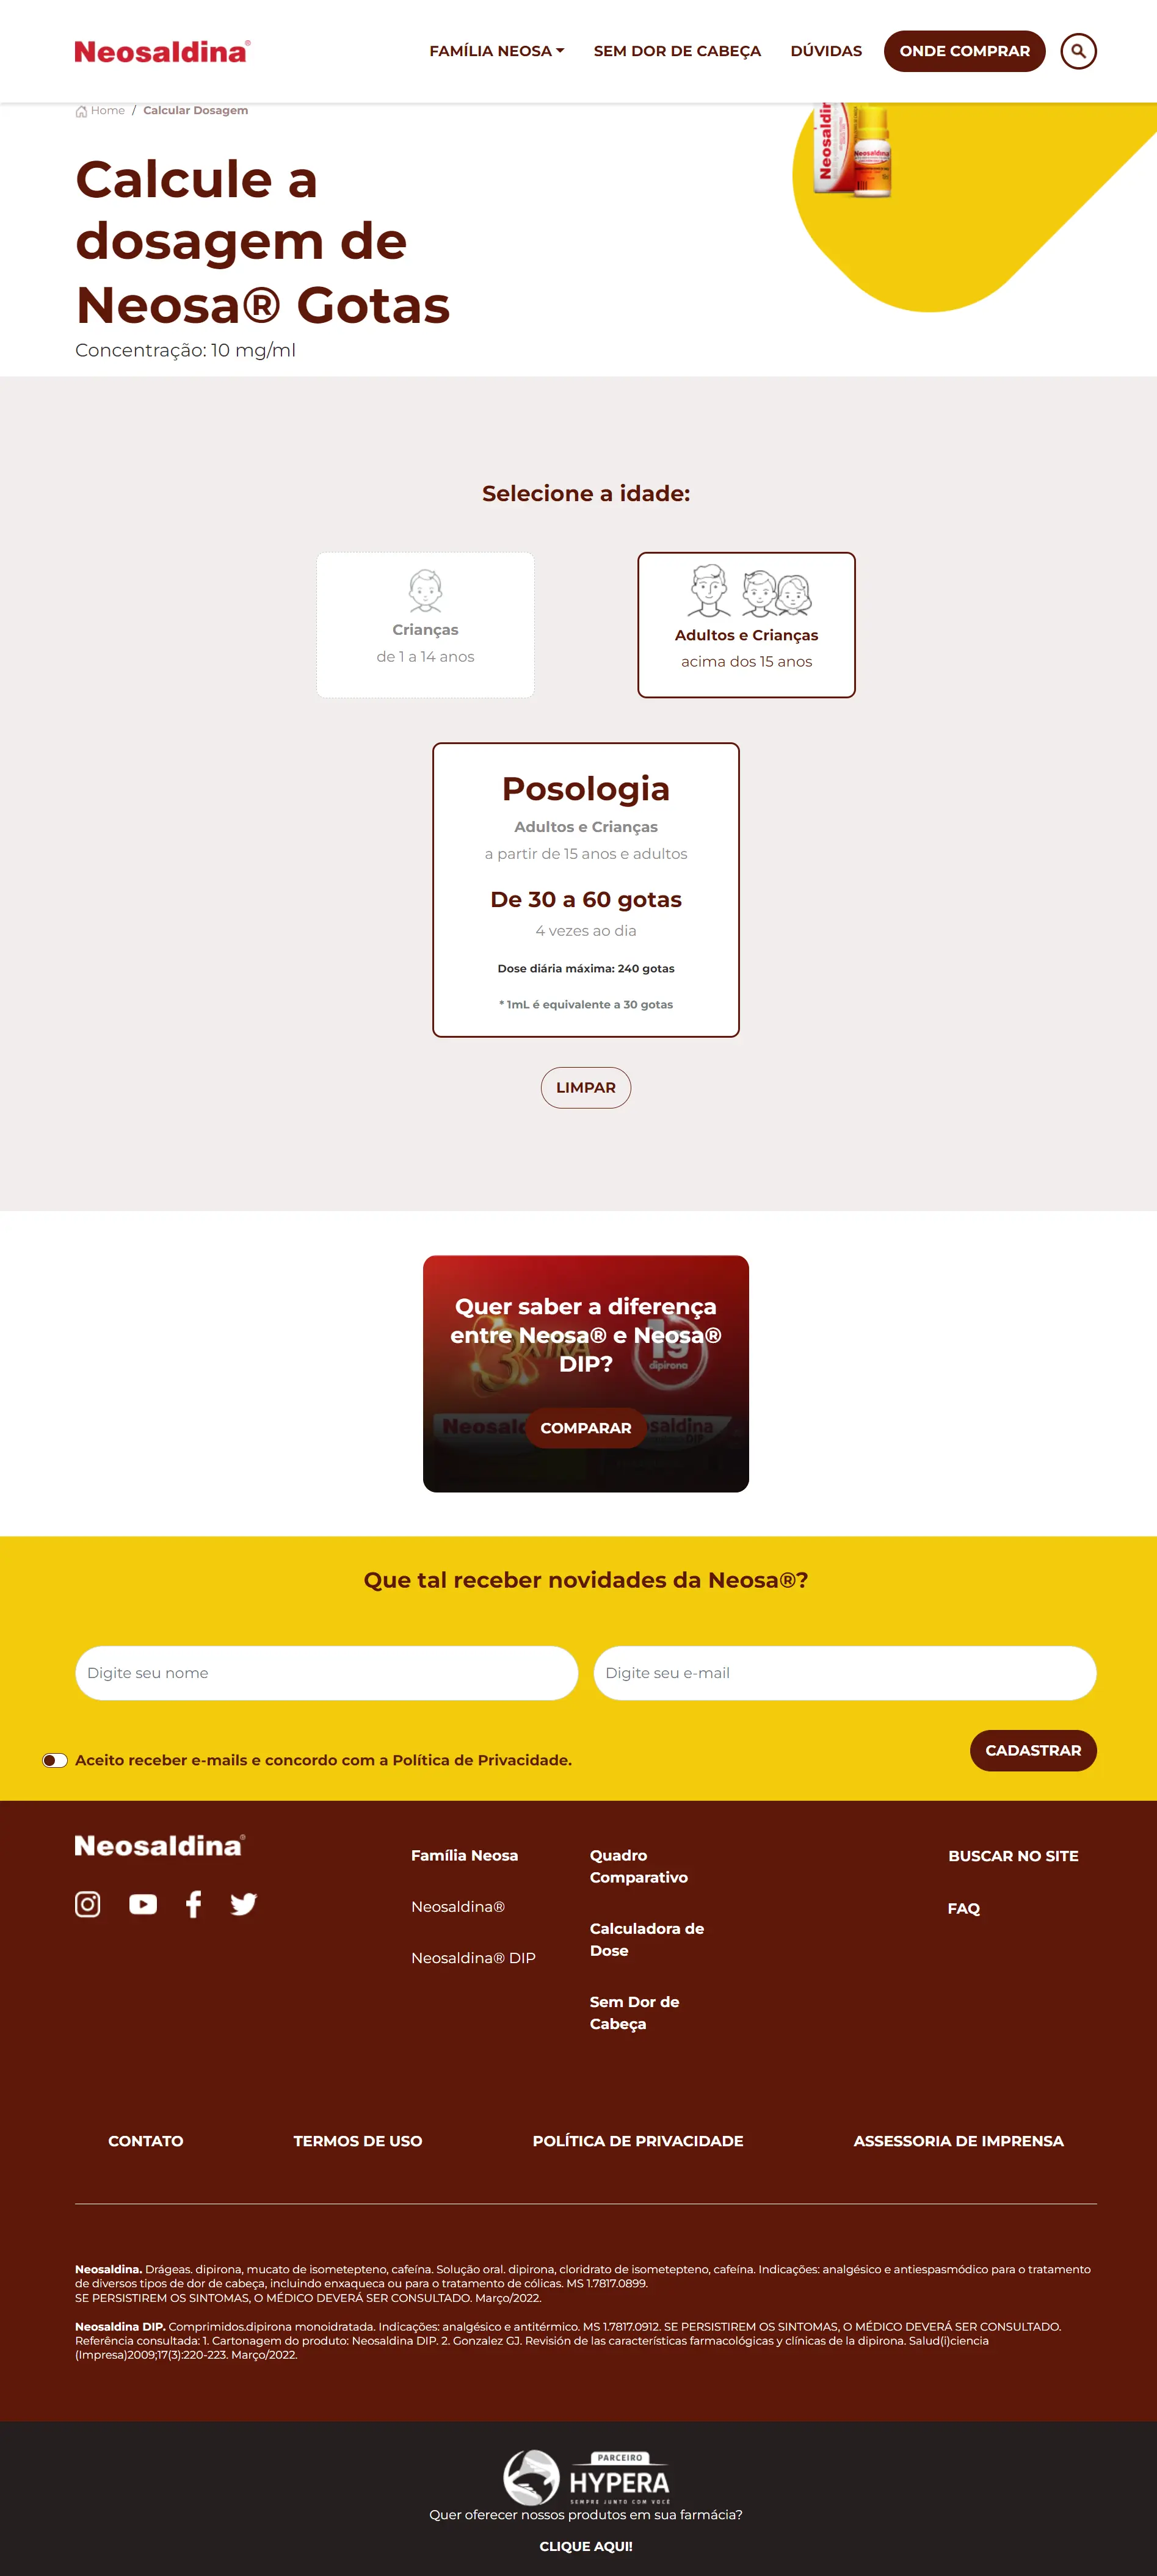 Neosaldina®
FAMÍLIA NEOSA
SEM DOR DE CABEÇA
DÚVIDAS
ONDE COMPRAR
Home / Calcular Dosagem
Neosaldina
Calcule a
dosagem de
Neosa® Gotas
Concentração: 10 mg/ml
Selecione a idade:
Crianças
de 1 a 14 anos
Adultos e Crianças
acima dos 15 anos
Posologia
Adultos e Crianças
a partir de 15 anos e adultos
De 30 a 60 gotas
4 vezes ao dia
Dose diária máxima: 240 gotas
* 1mL é equivalente a 30 gotas
LIMPAR
Quer saber a diferença
entre Neosa® e Neosa®
DIP?
1g
dipirona
COMPARAR
Que tal receber novidades da Neosa®?
Digite seu nome
Digite seu e-mail
Aceito receber e-mails e concordo com a Política de Privacidade.
CADASTRAR
Neosaldina®
Família Neosa
Neosaldina®
Neosaldina® DIP
Quadro
Comparativo
Calculadora de
Dose
Sem Dor de
Cabeça
BUSCAR NO SITE
FAQ
CONTATO
TERMOS DE USO
POLÍTICA DE PRIVACIDADE
ASSESSORIA DE IMPRENSA
Neosaldina. Drágeas. dipirona, mucato de isometepteno, cafeína. Solução oral. dipirona, cloridrato de isometepteno, cafeína. Indicações: analgésico e antiespasmódico para o tratamento
de diversos tipos de dor de cabeça, incluindo enxaqueca ou para o tratamento de cólicas. MS 1.7817.0899.
SE PERSISTIREM OS SINTOMAS, O MÉDICO DEVERÁ SER CONSULTADO. Março/2022.
Neosaldina DIP. Comprimidos.dipirona monoidratada. Indicações: analgésico e antitérmico. MS 1.7817.0912. SE PERSISTIREM OS SINTOMAS, O MÉDICO DEVERÁ SER CONSULTADO.
Referência consultada: 1. Cartonagem do produto: Neosaldina DIP. 2. Gonzalez GJ. Revisión de las características farmacológicas y clínicas de la dipirona. Salud(i)ciencia
(Impresa)2009;17(3):220-223. Março/2022.
PARCEIRO
HYPERA
SEMPRE JUNTO COM VOCÊ
Quer oferecer nossos produtos em sua farmácia?
CLIQUE AQUI!